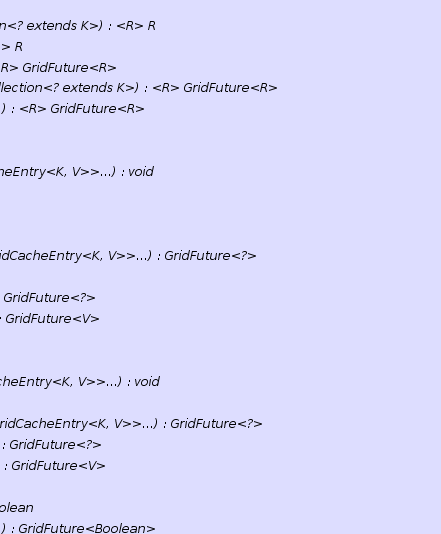 n<? extends K>) : <R> R
> R
R> GridFuture<R>
llection<? extends K>) : <R> GridFuture<R>
) : <R> GridFuture<R>
heEntry<K, V>>...) : void
idCacheEntry<K, V>>...) : GridFuture<?>
GridFuture<?>
: GridFuture<V>
cheEntry<K, V>>...) : void
ridCacheEntry<K, V>>...) : GridFuture<?>
: GridFuture<?>
: GridFuture<V>
olean
) : GridFuture<Boolean>